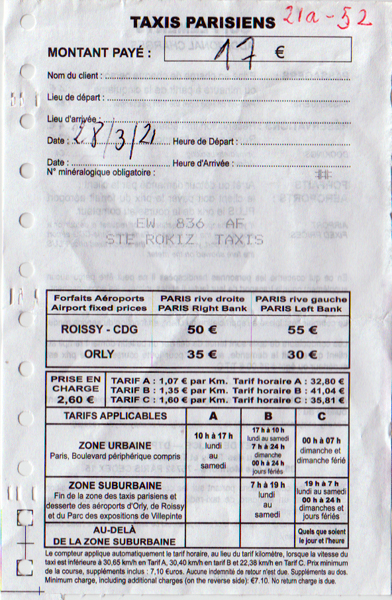 TAXIS PARISIENS 21a-52
MONTANT PAYÉ : 17 €
Nom du client :
Lieu de départ :
Lieu d'arrivée :
Date : 28/3/21 Heure de Départ :
Date : Heure d'Arrivée :
N° minéralogique obligatoire :
EW 836 AF
STE ROKIZ TAXIS
Forfaits Aéroports PARIS rive droite PARIS rive gauche
Airport fixed prices PARIS Right Bank PARIS Left Bank
ROISSY - CDG 50 € 55 €
ORLY 35 € 30 €
PRISE EN CHARGE 2,60 €
TARIF A : 1,07 € par Km. Tarif horaire A : 32,80 €
TARIF B : 1,35 € par Km. Tarif horaire B : 41,04 €
TARIF C : 1,60 € par Km. Tarif horaire C : 35,81 €
TARIFS APPLICABLES A B C
ZONE URBAINE
Paris, Boulevard périphérique compris
10 h à 17 h
lundi
au
samedi
17 h à 10 h
lundi au samedi
7 h à 24 h
dimanche
00 h à 24 h
jours fériés
00 h à 07 h
dimanche
et dimanche férié
ZONE SUBURBAINE
Fin de la zone des taxis parisiens et
desserte des aéroports d'Orly, de Roissy
et du Parc des expositions de Villepinte
7 h à 19 h
lundi
au
samedi
19 h à 7 h
lundi au samedi
00 h à 24 h
dimanches et
jours fériés
AU-DELÀ
DE LA ZONE SUBURBAINE
Quels que soient
le jour et l'heure
Le compteur applique automatiquement le tarif horaire, au lieu du tarif kilomètre, lorsque la vitesse du
taxi est inférieure à 30,65 km/h en Tarif A, 30,40 km/h en tarif B et 22,38 km/h en Tarif C. Prix minimum
de la course, suppléments inclus : 7,10 Euros. Aucune indemnité de retour n'est due. Suppléments au dos.
Minimum charge, including additional charges (on the reverse side): €7.10. No return charge is due.